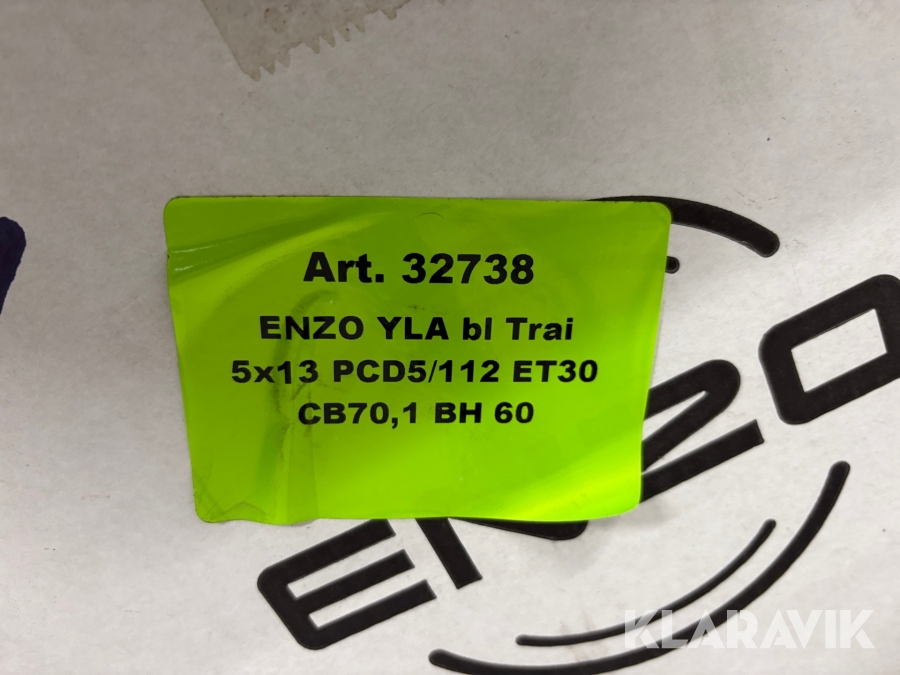 Art. 32738
ENZO YLA bl Trai
5x13 PCD5/112 ET30
CB70,1 BH 60
ENZO
KLARAVIK